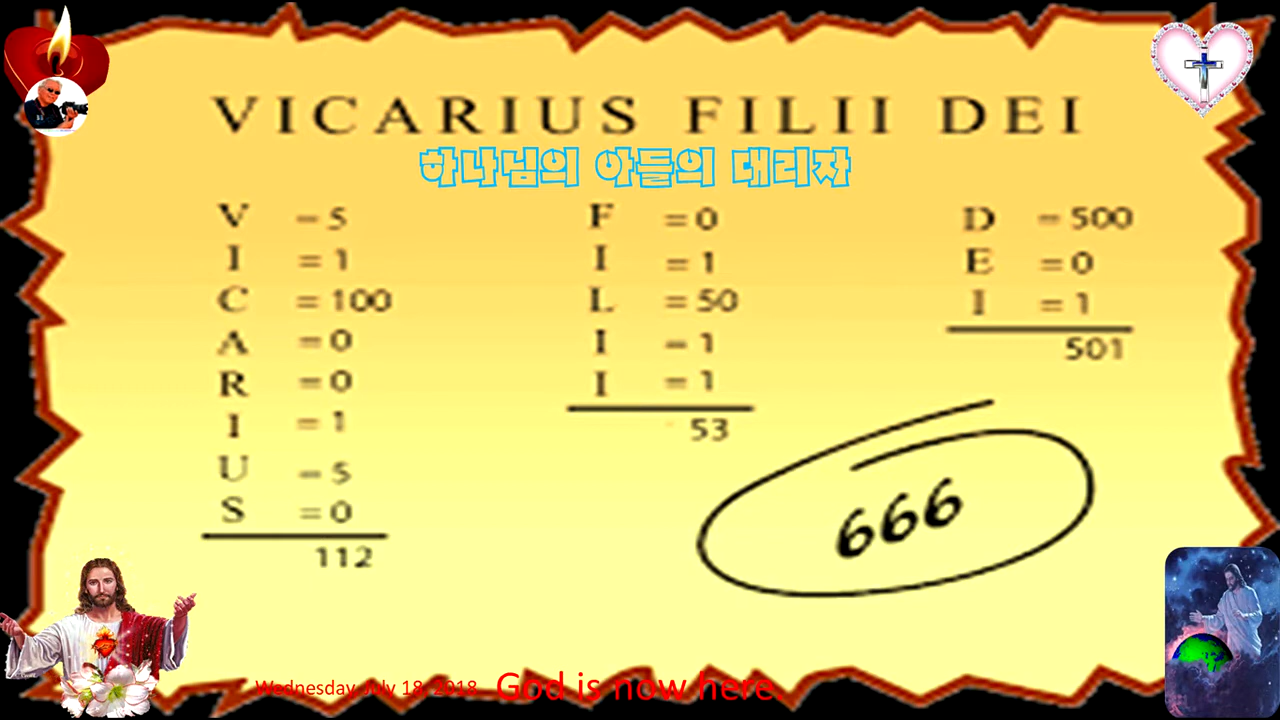 VICARIUS FILII DEI
하나님의 아들의 대리자
V = 5
I = 1
C = 100
A = 0
R = 0
I = 1
U = 5
S = 0
112
F = 0
I = 1
L = 50
I = 1
I = 1
53
D = 500
E = 0
I = 1
501
666
Wednesday, July 18, 2018 God is now here.